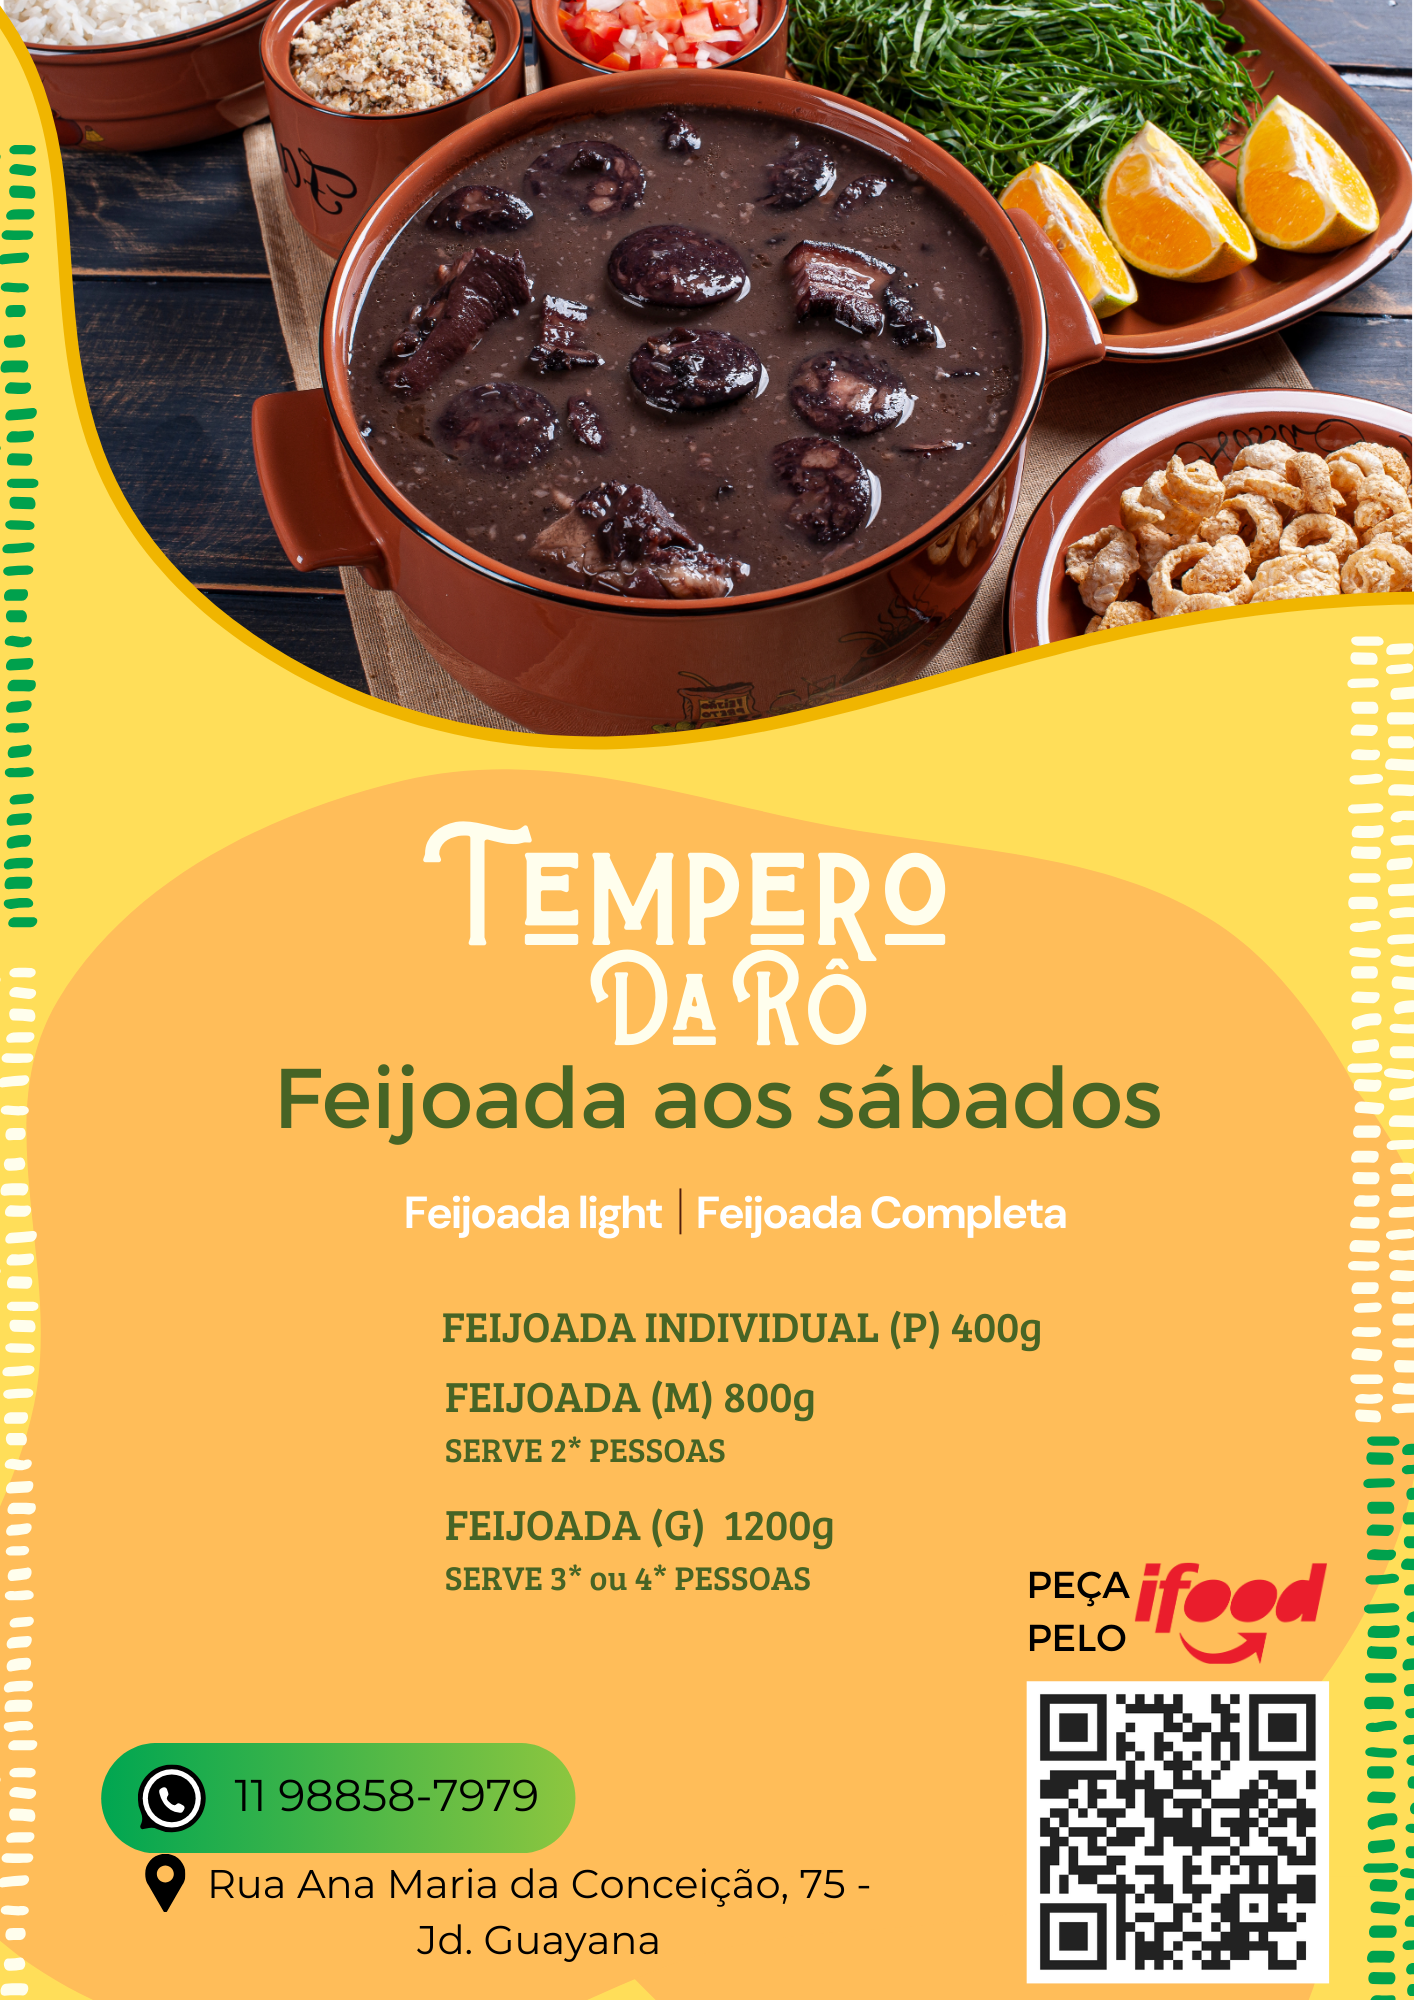 TEMPERO
DA RÔ
Feijoada aos sábados
Feijoada light | Feijoada Completa
FEIJOADA INDIVIDUAL (P) 400g
FEIJOADA (M) 800g
SERVE 2* PESSOAS
FEIJOADA (G) 1200g
SERVE 3* ou 4* PESSOAS
PEÇA ifood
PELO
11 98858-7979
Rua Ana Maria da Conceição, 75 -
Jd. Guayana